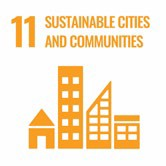 11 SUSTAINABLE CITIES
AND COMMUNITIES